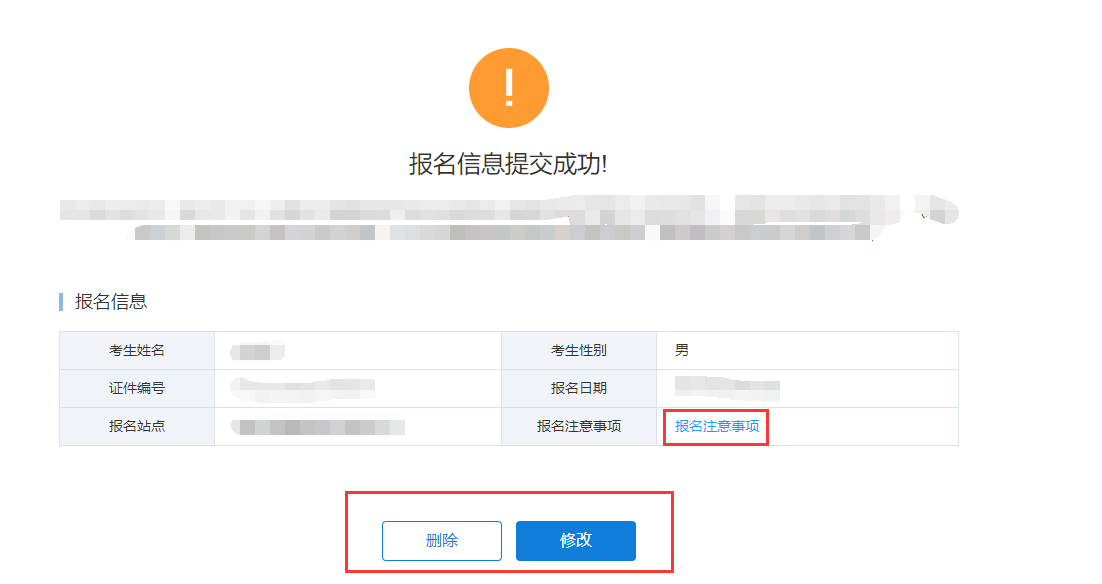 !
报名信息提交成功!
报名信息
考生姓名 考生性别 男
证件编号 报名日期
报名站点 报名注意事项 报名注意事项
删除 修改